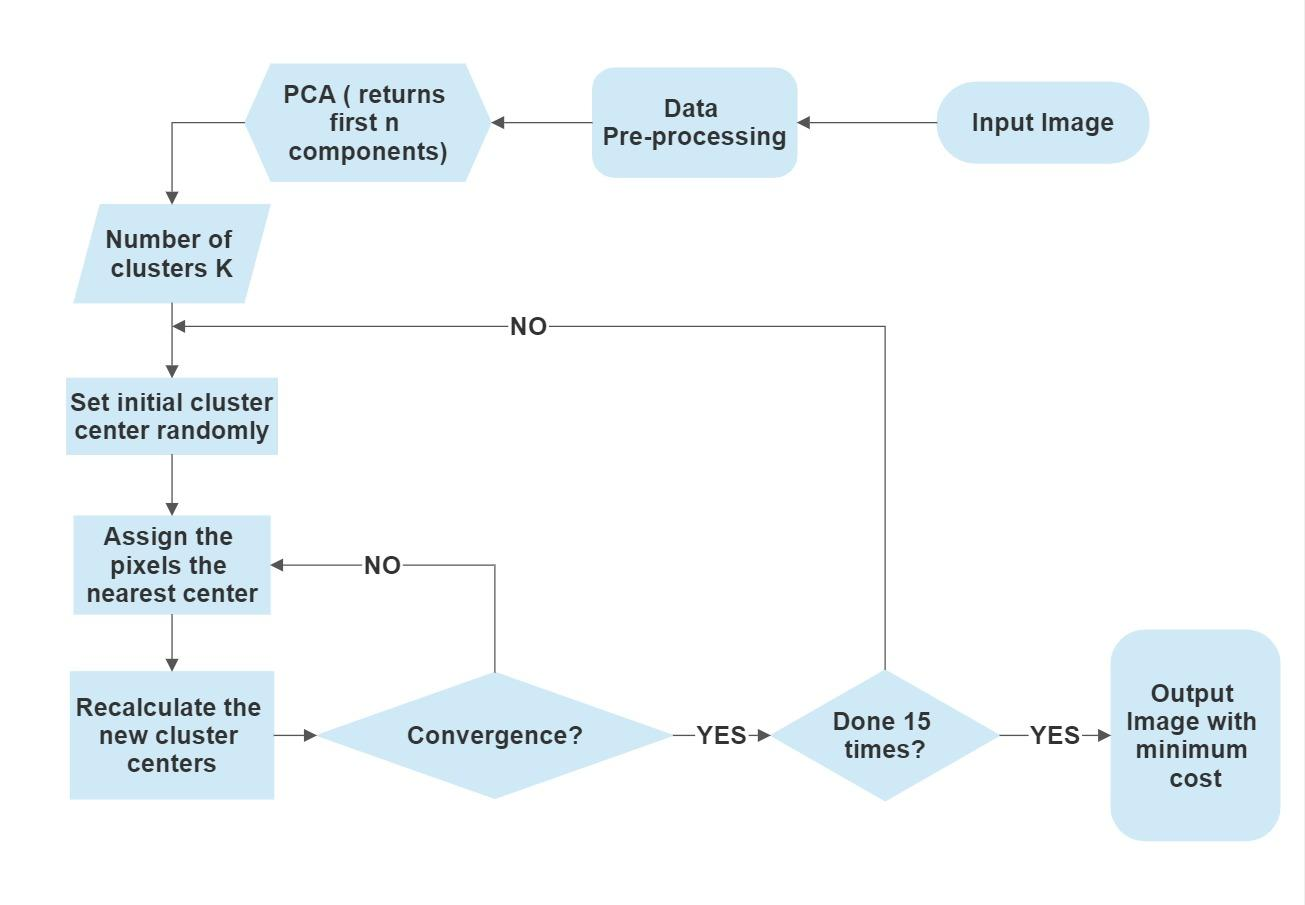 Input Image
Data
Pre-processing
PCA ( returns
first n
components)
Number of
clusters K
NO
Set initial cluster
center randomly
Assign the
pixels the
nearest center
NO
Recalculate the
new cluster
centers
Convergence?
YES
Done 15
times?
YES
Output
Image with
minimum
cost